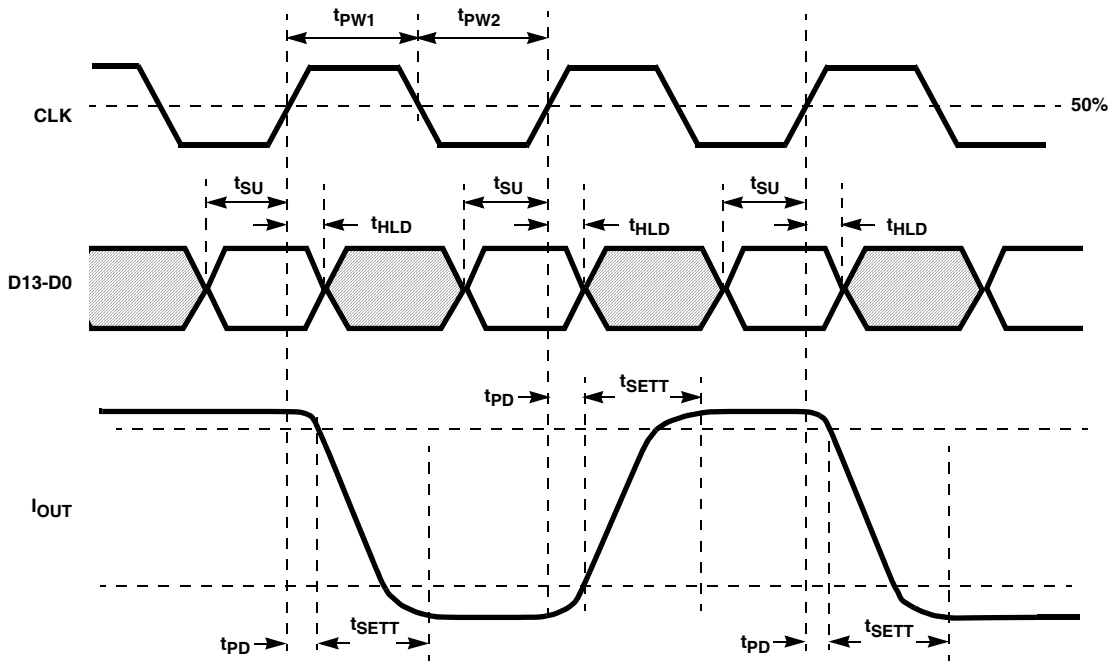 tPW1 tPW2
CLK
50%
tSU tSU tSU
tHLD tHLD tHLD
D13-D0
tPD tSETT
IOUT
tPD tSETT tPD tSETT